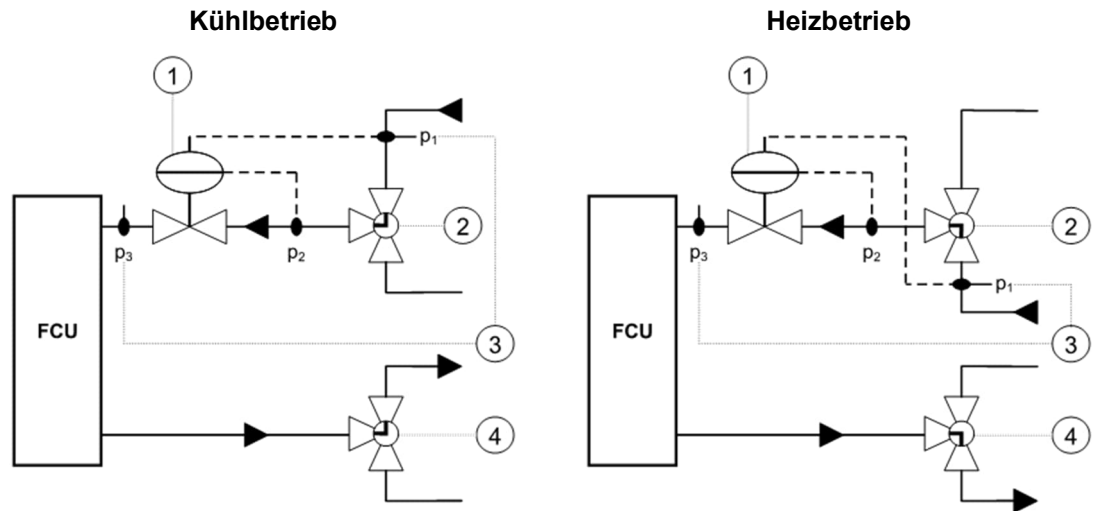 Kühlbetrieb
1
p₁
2
p₃
p₂
FCU
3
4
Heizbetrieb
1
2
p₃
p₂
p₁
FCU
3
4